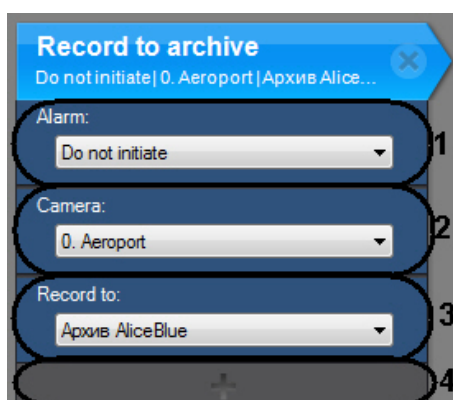 Record to archive
Do not initiate| 0. Aeroport |Архив Alice...
Alarm:
Do not initiate
1
Camera:
0. Aeroport
2
Record to:
Архив AliceBlue
3
+
4